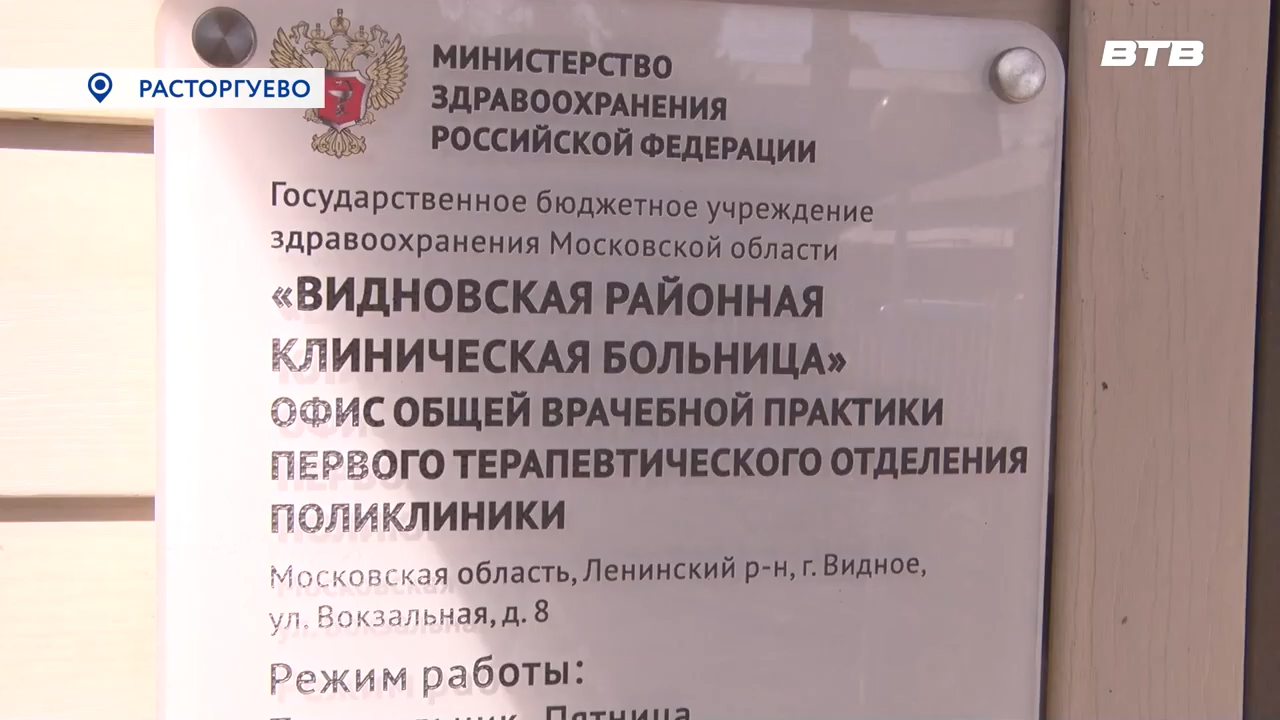 РАСТОРГУЕВО
ВТВ
МИНИСТЕРСТВО
ЗДРАВООХРАНЕНИЯ
РОССИЙСКОЙ ФЕДЕРАЦИИ
Государственное бюджетное учреждение
здравоохранения Московской области
«ВИДНОВСКАЯ РАЙОННАЯ
КЛИНИЧЕСКАЯ БОЛЬНИЦА»
ОФИС ОБЩЕЙ ВРАЧЕБНОЙ ПРАКТИКИ
ПЕРВОГО ТЕРАПЕВТИЧЕСКОГО ОТДЕЛЕНИЯ
ПОЛИКЛИНИКИ
Московская область, Ленинский р-н, г. Видное,
ул. Вокзальная, д. 8
Режим работы:
Пятница